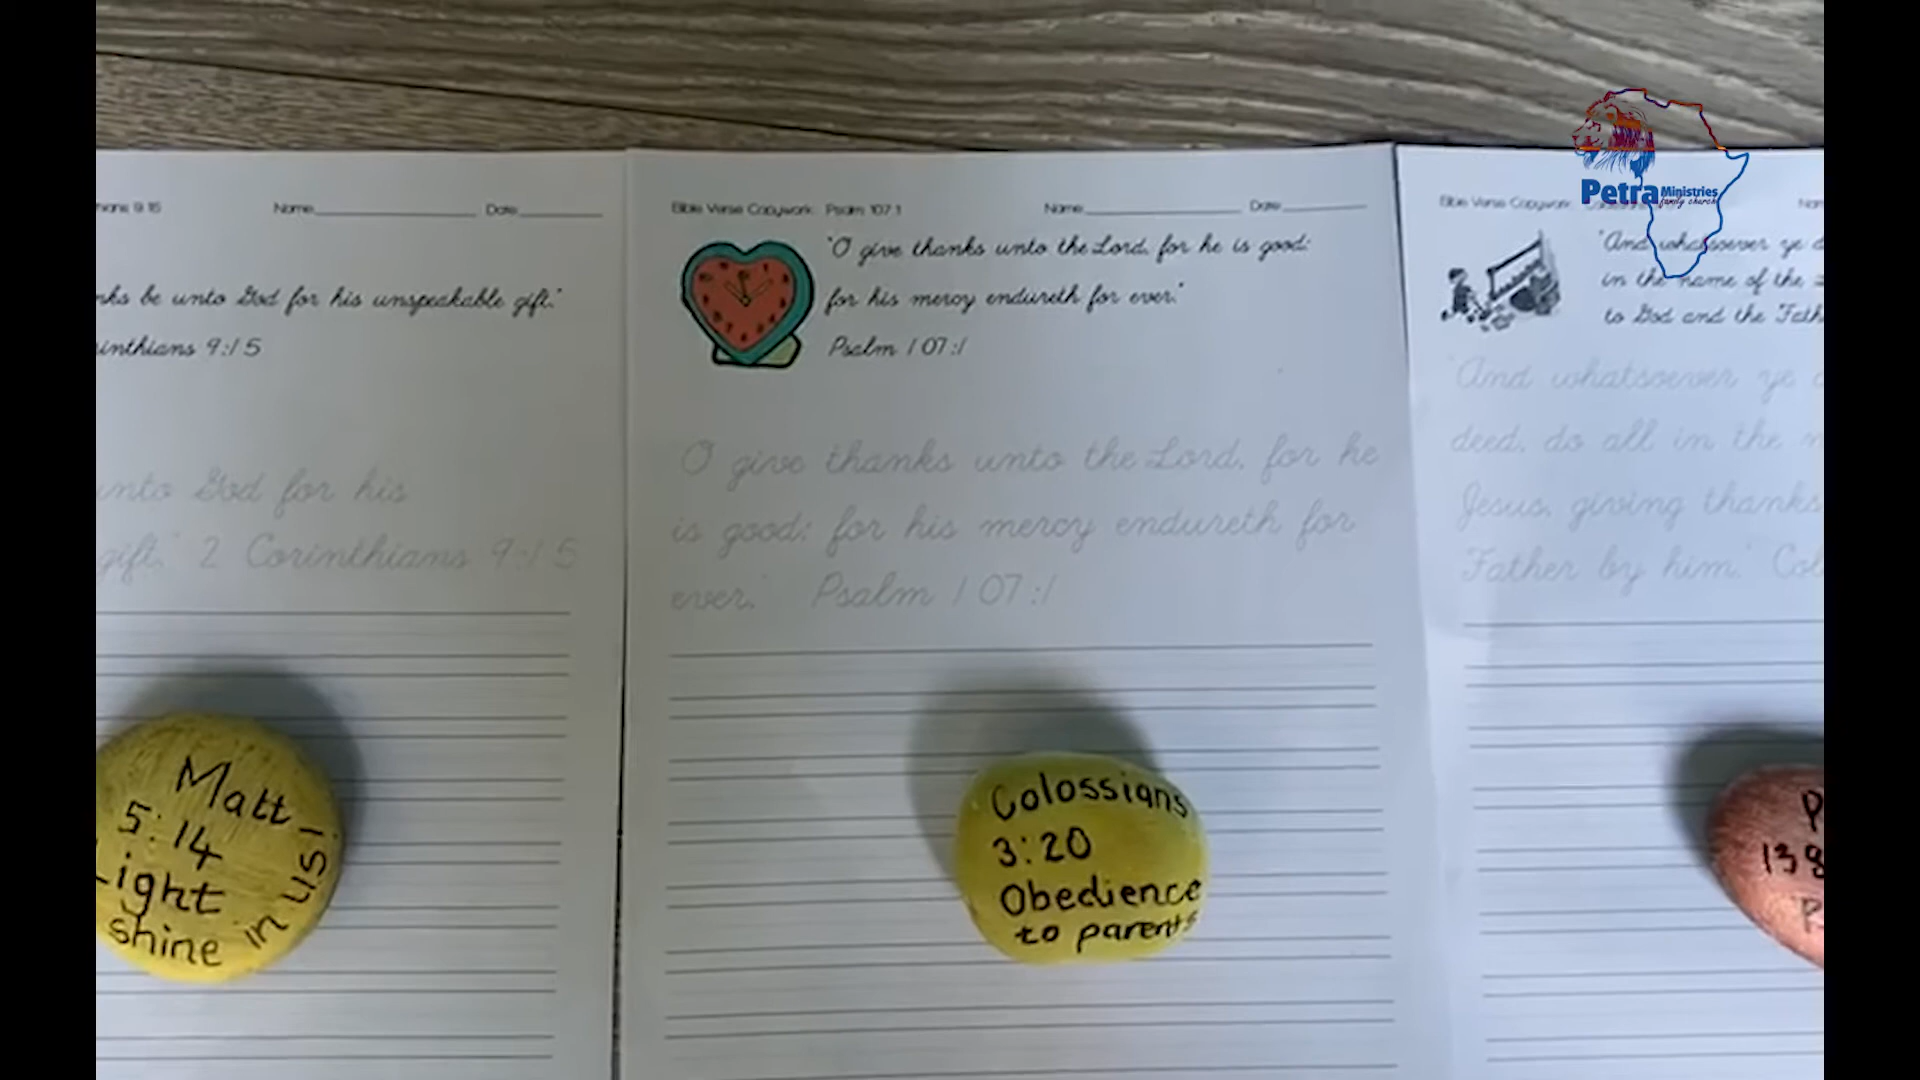 Name Date
be unto God for his unspeakable gift."
9:15
unto God for his
gift." 2 Corinthians 9:15
Matt
5:14
Light
shine in us!
Bible Verse Copywork: Psalm 107:1 Name Date
"O give thanks unto the Lord, for he is good:
for his mercy endureth for ever."
Psalm 107:1
"O give thanks unto the Lord, for he
is good: for his mercy endureth for
ever." Psalm 107:1
Colossians
3:20
Obedience
to parents
Bible Verse Copywork:
"And whatsoever ye
in the name of the
to God and the
"And whatsoever ye
deed, do all in the
Jesus, giving thanks
Father by him."
138
Petra Ministries
family church